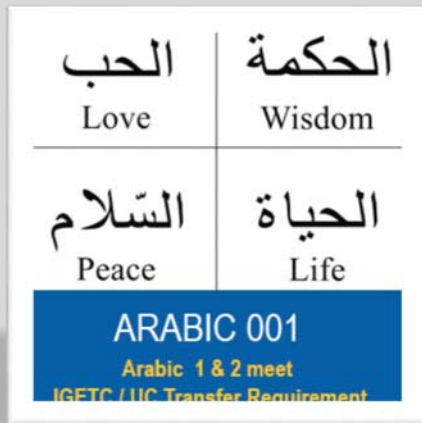 الحب
الحكمة
Love
Wisdom
السّلام
الحياة
Peace
Life
ARABIC 001
Arabic 1 & 2 meet
IGETC / UC Transfer Requirement